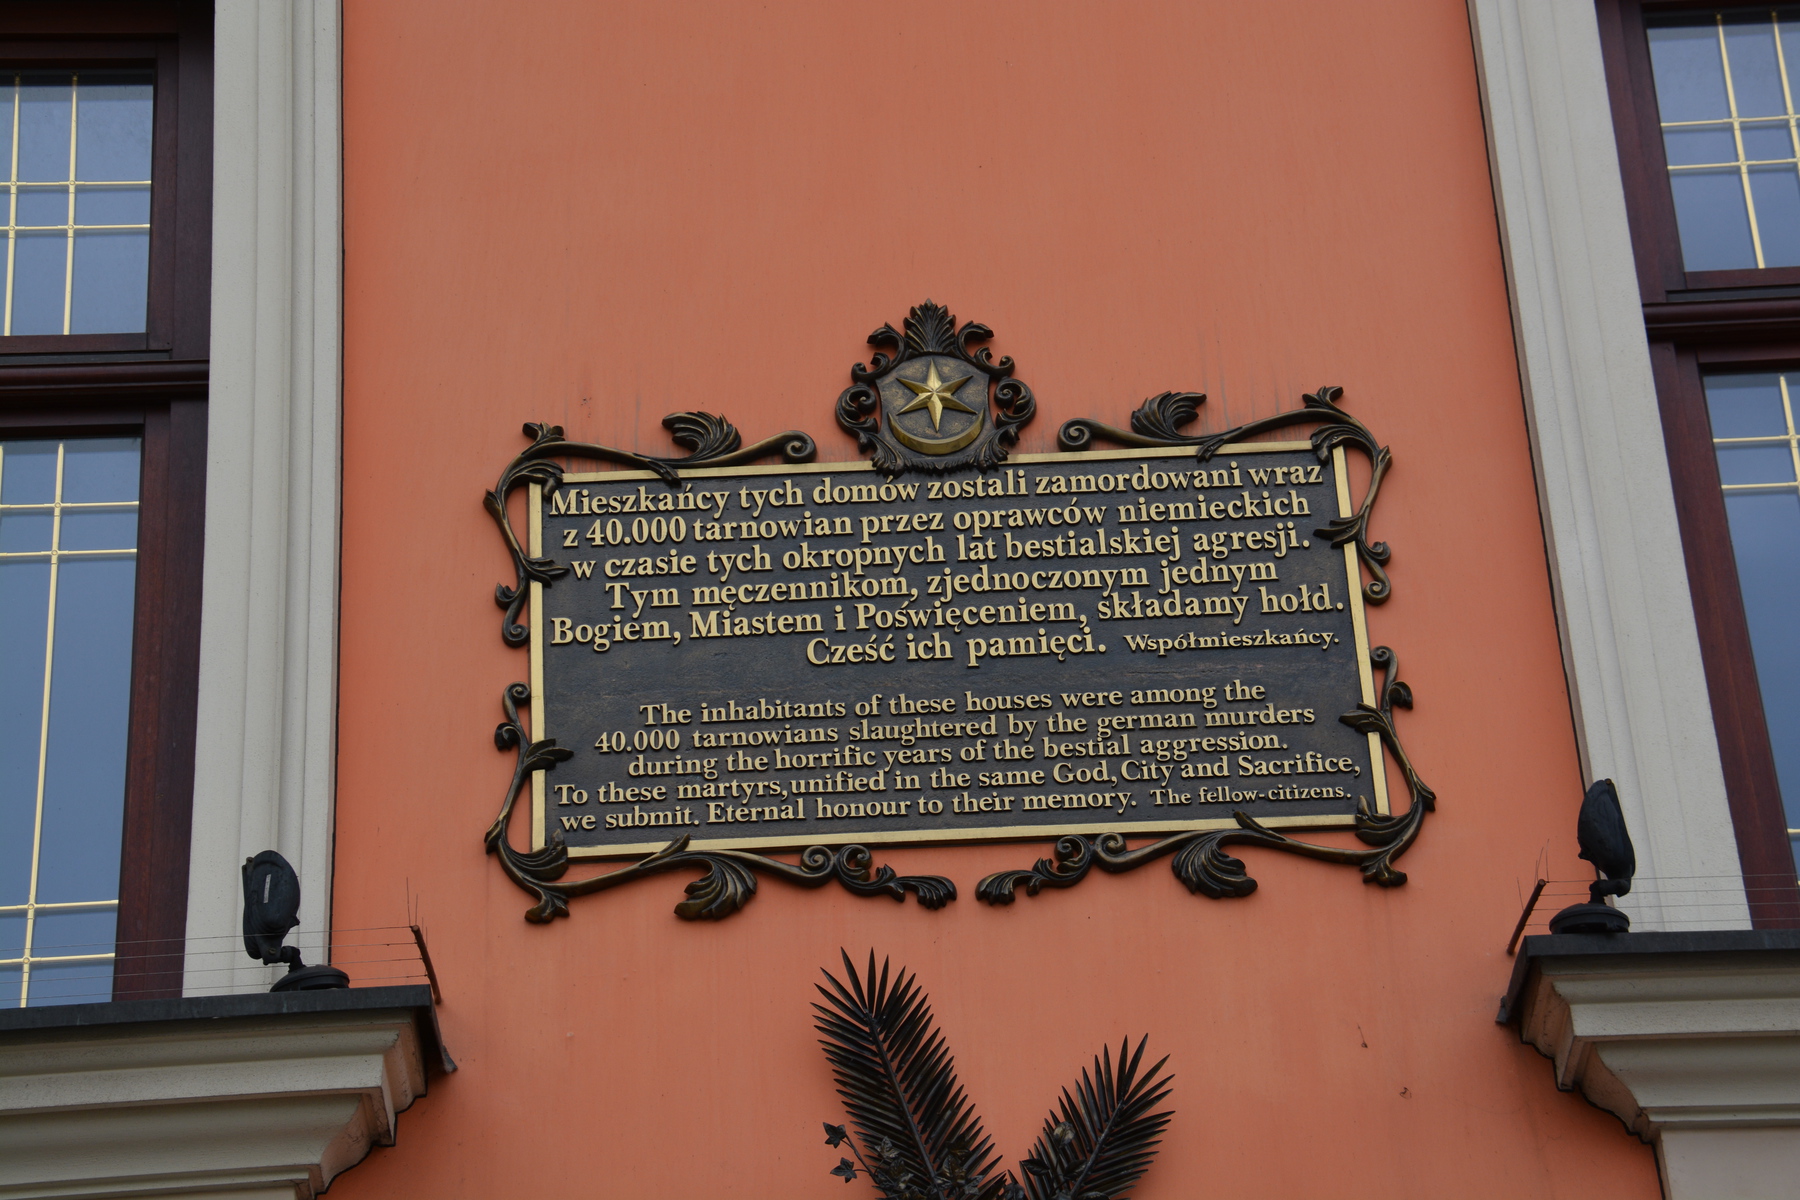 Mieszkańcy tych domów zostali zamordowani wraz
z 40.000 tarnowian przez oprawców niemieckich
w czasie tych okropnych lat bestialskiej agresji.
Tym męczennikom, zjednoczonym jednym
Bogiem, Miastem i Poświęceniem, składamy hołd.
Cześć ich pamięci. Współmieszkańcy.
The inhabitants of these houses were among the
40.000 tarnowians slaughtered by the german murders
during the horrific years of the bestial aggression.
To these martyrs,unified in the same God, City and Sacrifice,
we submit. Eternal honour to their memory. The fellow-citizens.